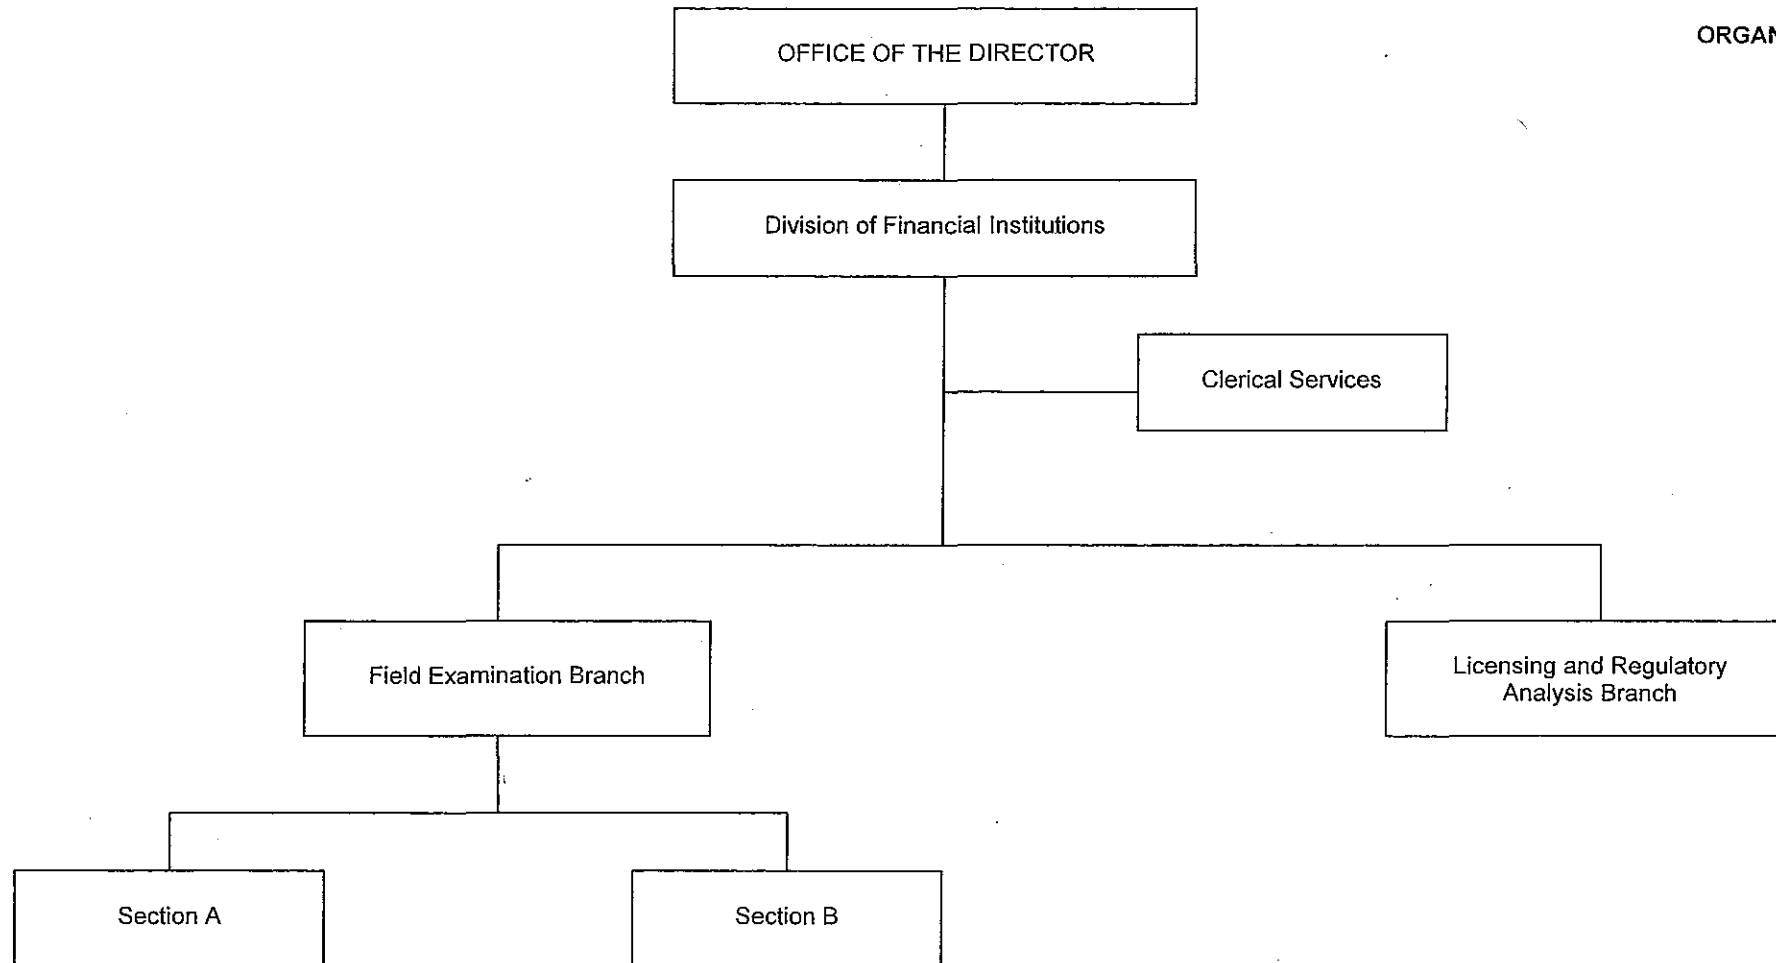 ORGAN
OFFICE OF THE DIRECTOR
Division of Financial Institutions
Clerical Services
Field Examination Branch
Licensing and Regulatory
Analysis Branch
Section A
Section B